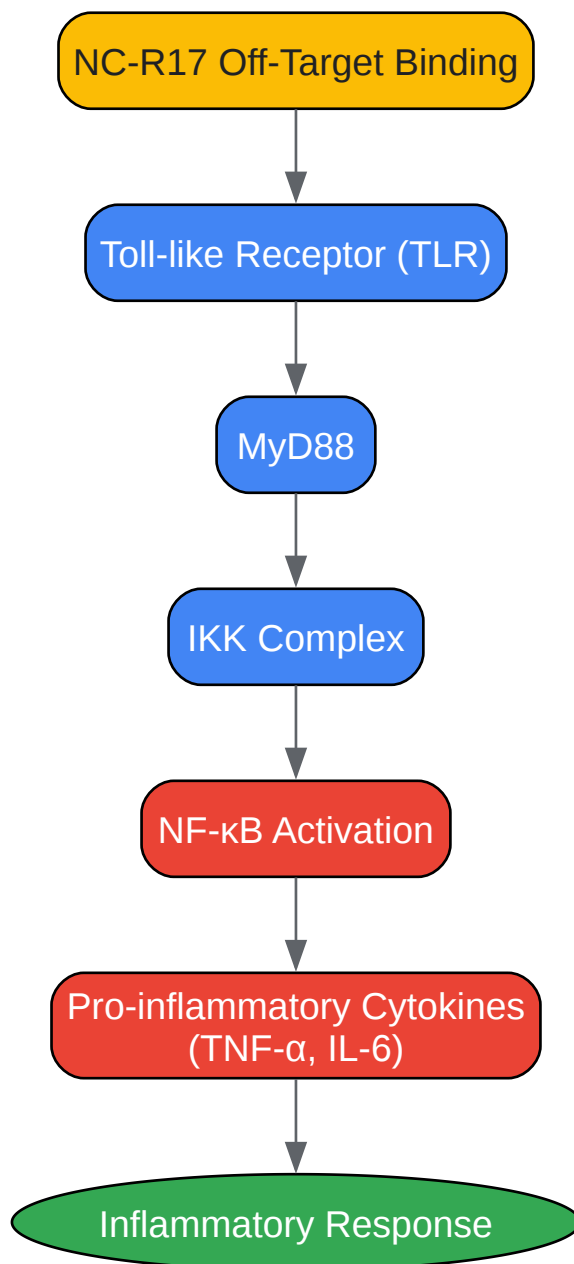 NC-R17 Off-Target Binding
Toll-like Receptor (TLR)
MyD88
IKK Complex
NF-κB Activation
Pro-inflammatory Cytokines
(TNF-α, IL-6)
Inflammatory Response